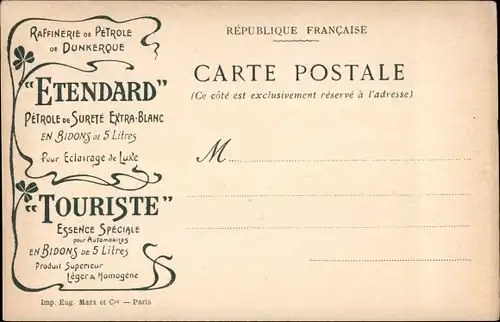 RAFFINERIE DE PÉTROLE
DE DUNKERQUE
"ETENDARD"
PÉTROLE DE SURETÉ EXTRA-BLANC
EN BIDONS DE 5 Litres
Pour Eclairage de Luxe
"TOURISTE"
ESSENCE SPÉCIALE
pour Automobiles
EN BIDONS DE 5 Litres
Produit Superieur
Léger & Homogène
Imp. Eug. Marx et Cie — Paris
RÉPUBLIQUE FRANÇAISE
CARTE POSTALE
(Ce côté est exclusivement réservé à l'adresse)
M